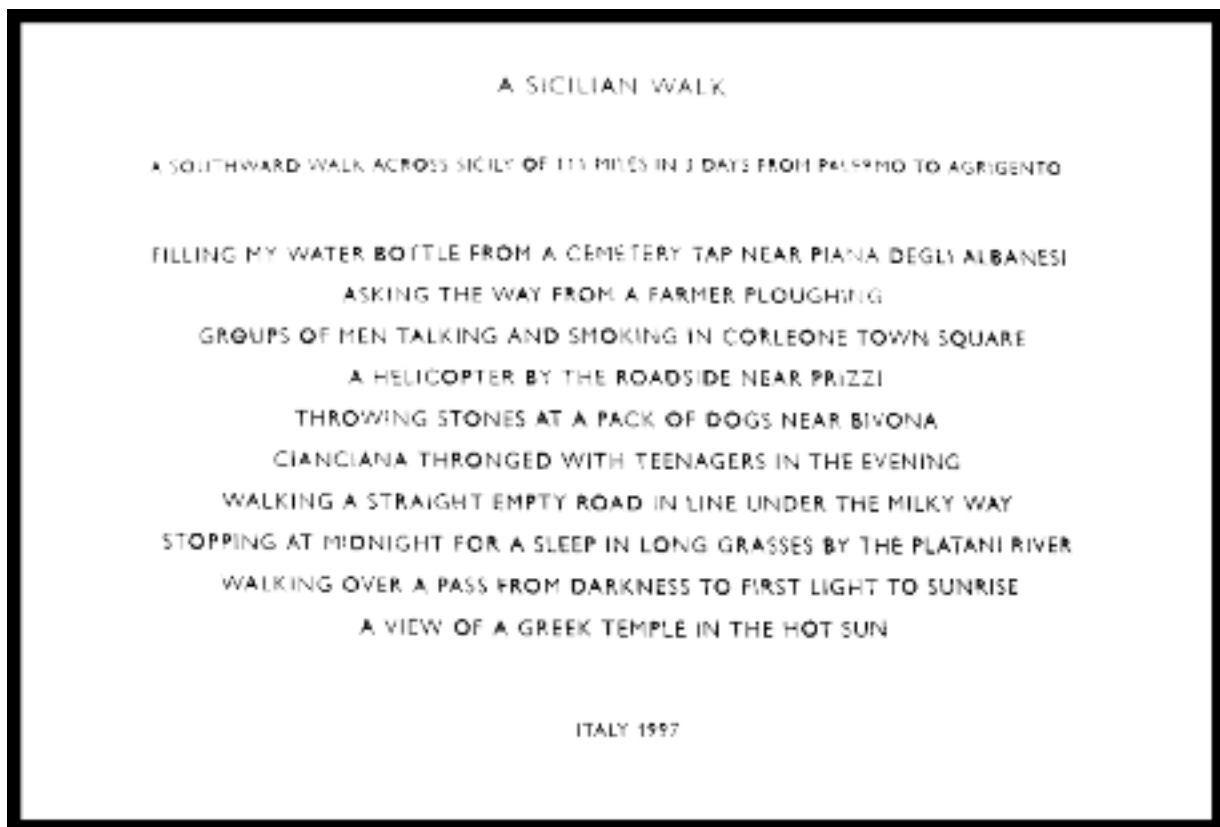 A SICILIAN WALK
A SOUTHWARD WALK ACROSS SICILY OF MILES IN 3 DAYS FROM PALERMO TO AGRIGENTO
FILLING MY WATER BOTTLE FROM A CEMETERY TAP NEAR PIANA DEGLI ALBANESI
ASKING THE WAY FROM A FARMER PLOUGHING
GROUPS OF MEN TALKING AND SMOKING IN CORLEONE TOWN SQUARE
A HELICOPTER BY THE ROADSIDE NEAR PRIZZI
THROWING STONES AT A PACK OF DOGS NEAR BIVONA
CIANCIANA THRONGED WITH TEENAGERS IN THE EVENING
WALKING A STRAIGHT EMPTY ROAD IN LINE UNDER THE MILKY WAY
STOPPING AT MIDNIGHT FOR A SLEEP IN LONG GRASSES BY THE PLATANI RIVER
WALKING OVER A PASS FROM DARKNESS TO FIRST LIGHT TO SUNRISE
A VIEW OF A GREEK TEMPLE IN THE HOT SUN
ITALY 1997